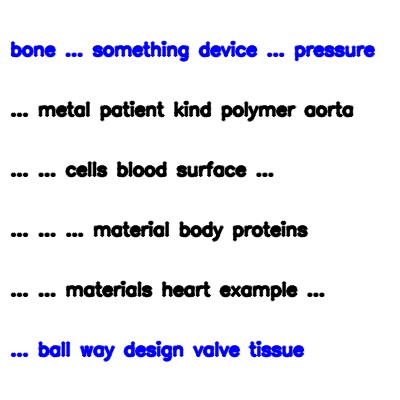 bone ... something device ... pressure
... metal patient kind polymer aorta
... ... cells blood surface ...
... ... ... material body proteins
... ... materials heart example ...
... ball way design valve tissue